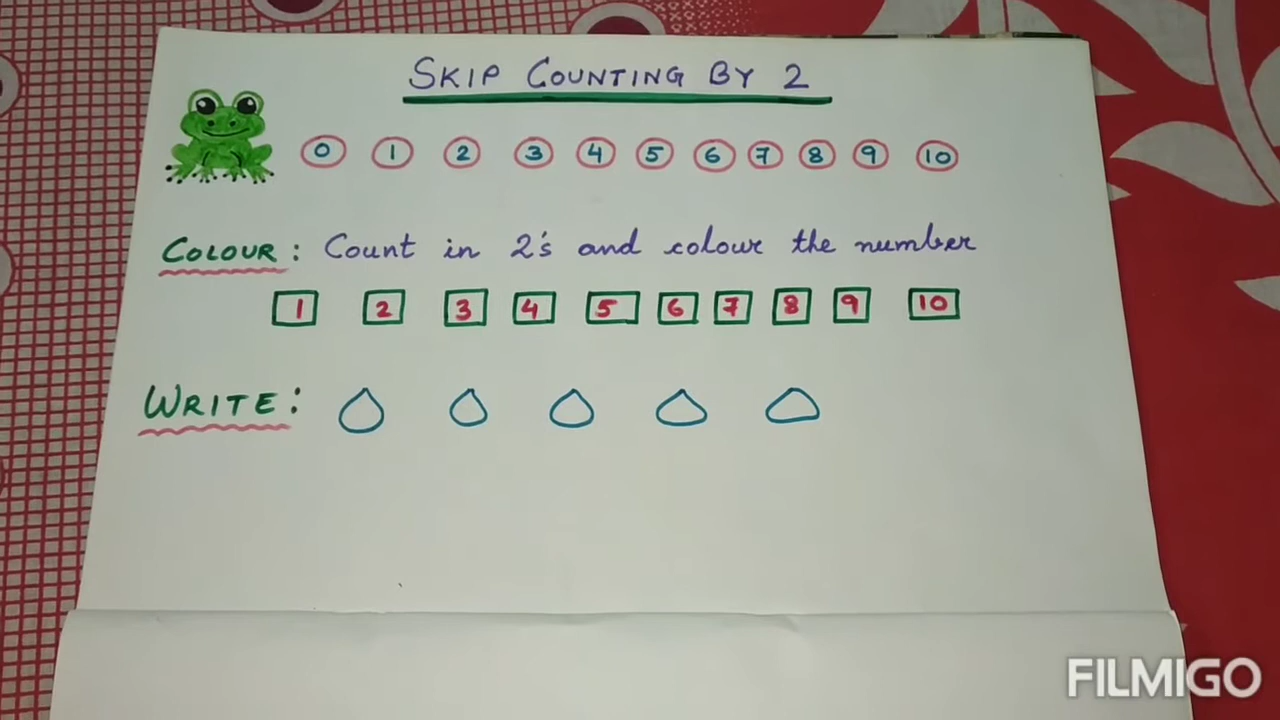 SKIP COUNTING BY 2
0 1 2 3 4 5 6 7 8 9 10
COLOUR: Count in 2's and colour the number
1 2 3 4 5 6 7 8 9 10
WRITE:
FILMIGO